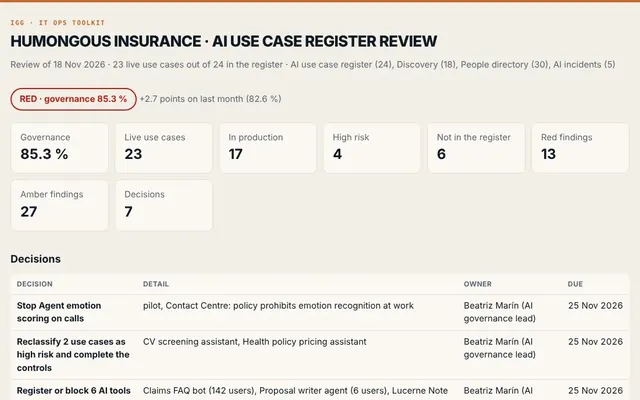 IGG · IT OPS TOOLKIT
HUMONGOUS INSURANCE · AI USE CASE REGISTER REVIEW
Review of 18 Nov 2026 · 23 live use cases out of 24 in the register · AI use case register (24), Discovery (18), People directory (30), AI incidents (5)
RED · governance 85.3 % +2.7 points on last month (82.6 %)
Governance
85.3 %
Live use cases
23
In production
17
High risk
4
Not in the register
6
Red findings
13
Amber findings
27
Decisions
7
Decisions
DECISION DETAIL OWNER DUE
Stop Agent emotion scoring on calls
pilot, Contact Centre: policy prohibits emotion recognition at work
Beatriz Marín (AI governance lead)
25 Nov 2026
Reclassify 2 use cases as high risk and complete the controls
CV screening assistant, Health policy pricing assistant
Beatriz Marín (AI governance lead)
25 Nov 2026
Register or block 6 AI tools
Claims FAQ bot (142 users), Proposal writer agent (6 users), Lucerne Note
Beatriz Marín (AI
25 Nov 2026